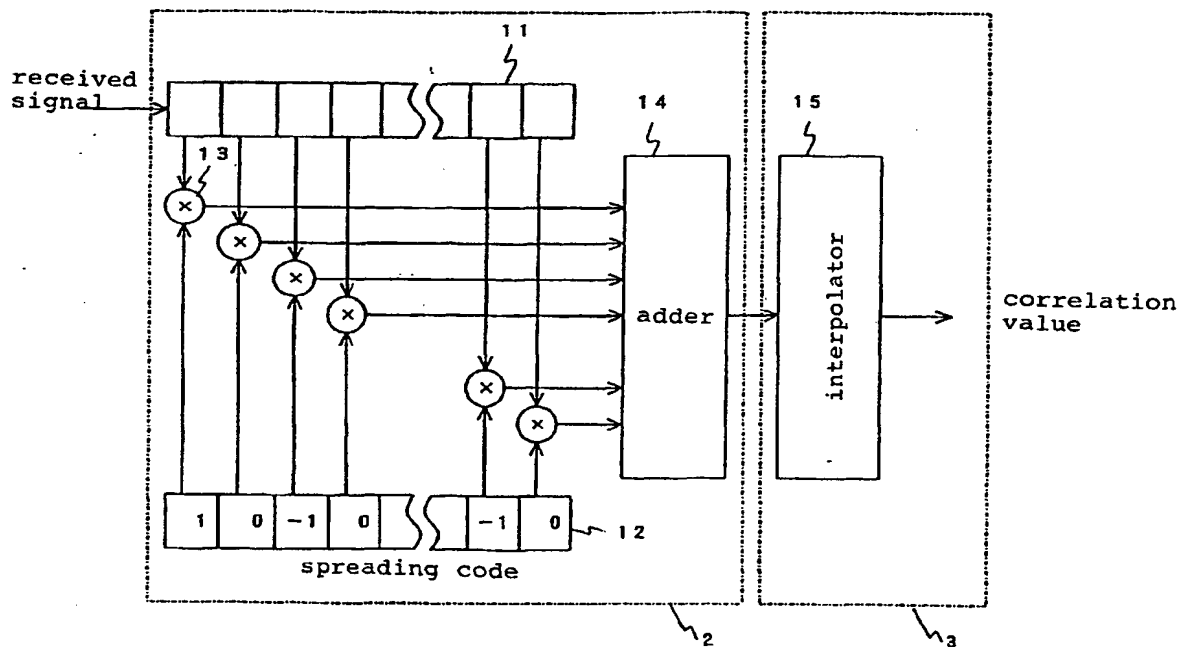 11
received
signal
14
15
13
×
×
×
×
×
×
adder
interpolator
correlation
value
1 0 -1 0 -1 0
12
spreading code
2
3